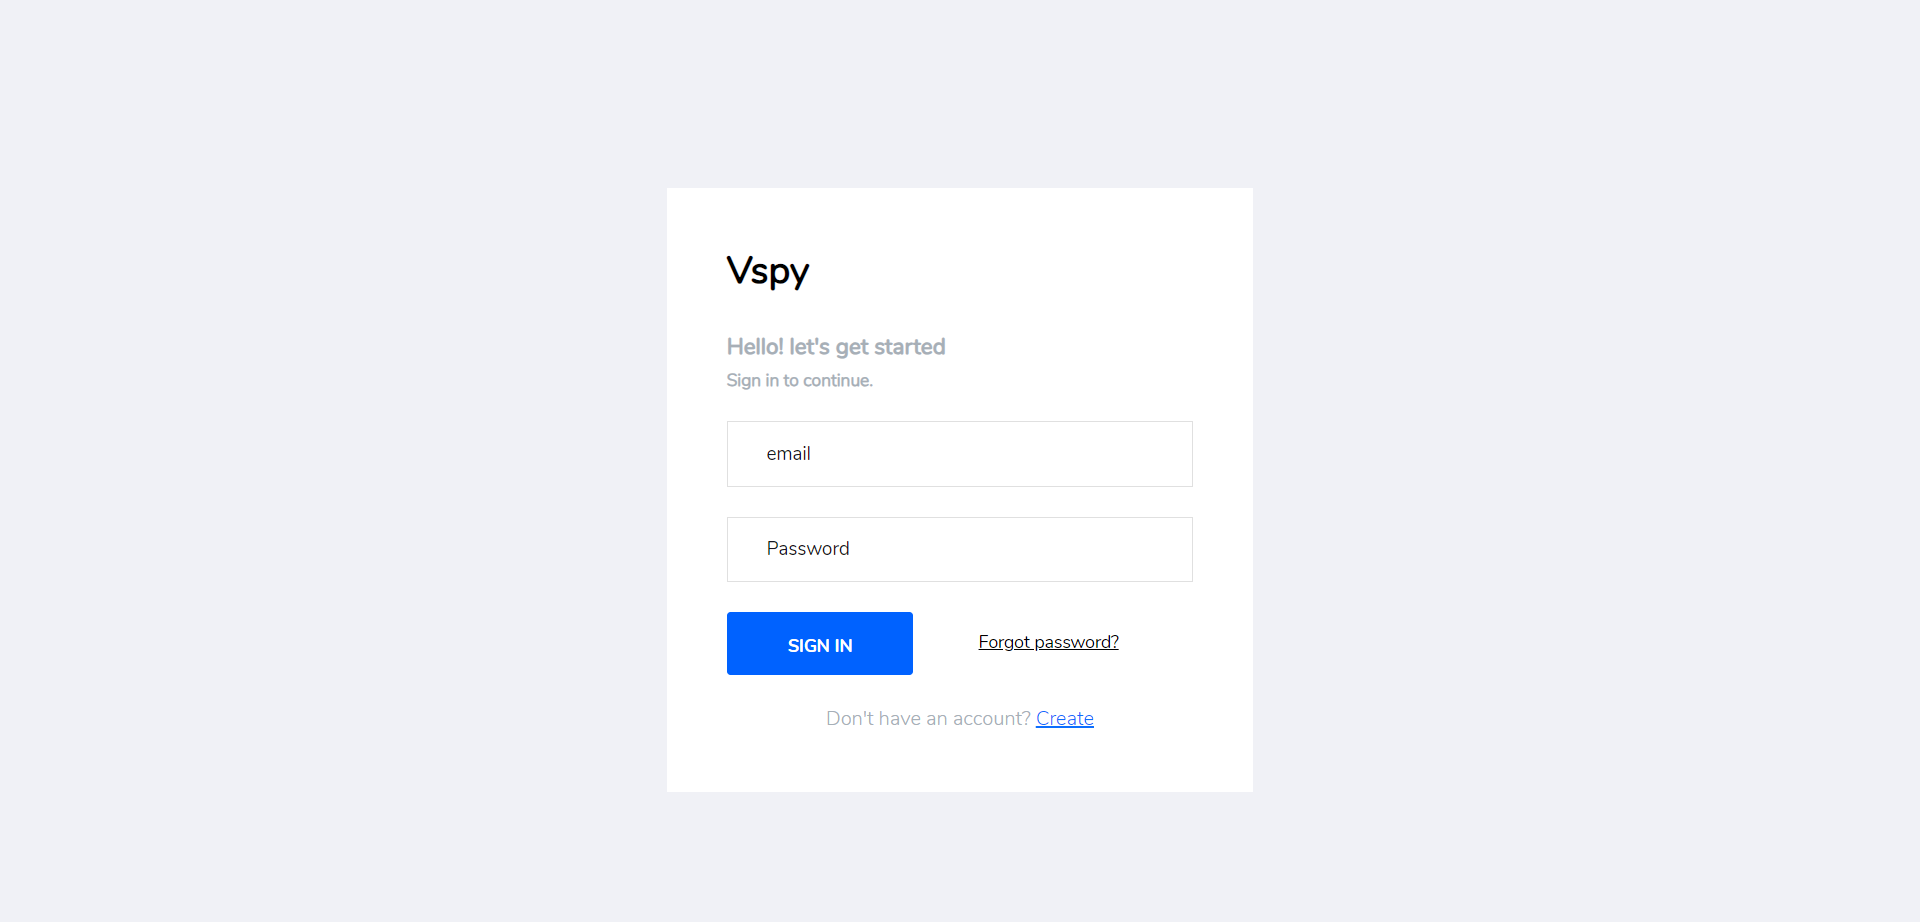 Vspy
Hello! let's get started
Sign in to continue.
email
Password
SIGN IN
Forgot password?
Don't have an account? Create